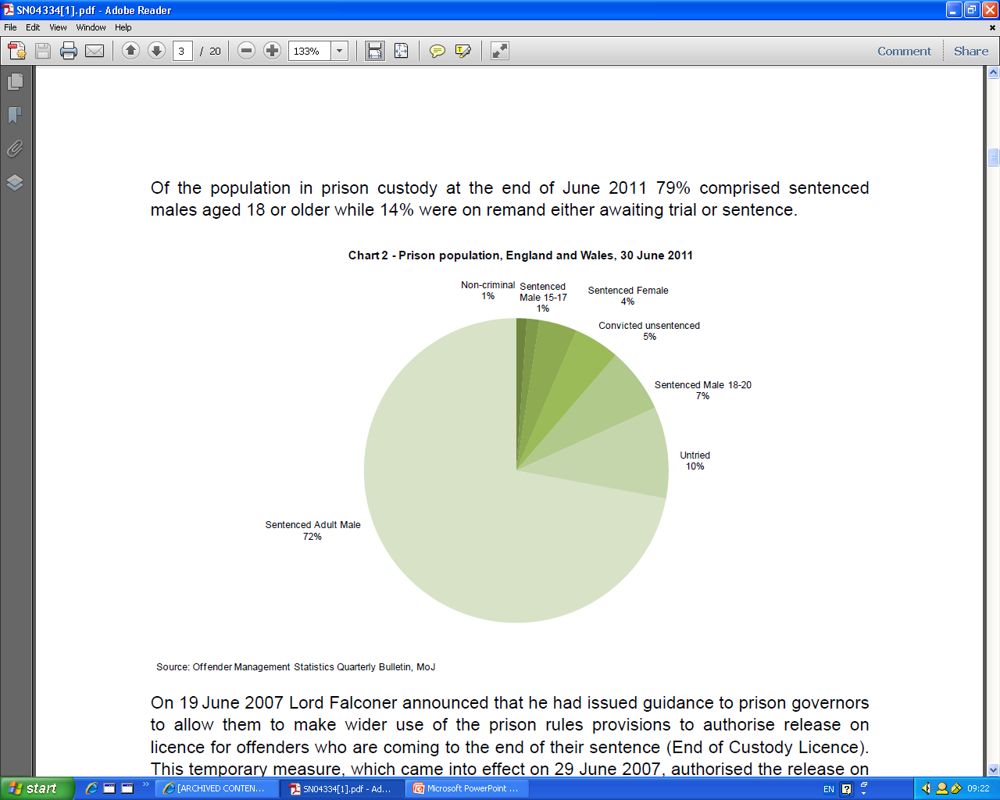 SN04334[1].pdf - Adobe Reader
File Edit View Window Help
3 / 20 133% Comment Share
Of the population in prison custody at the end of June 2011 79% comprised sentenced
males aged 18 or older while 14% were on remand either awaiting trial or sentence.
Chart 2 - Prison population, England and Wales, 30 June 2011
Non-criminal
1%
Sentenced
Male 15-17
1%
Sentenced Female
4%
Convicted unsentenced
5%
Sentenced Male 18-20
7%
Untried
10%
Sentenced Adult Male
72%
Source: Offender Management Statistics Quarterly Bulletin, MoJ
On 19 June 2007 Lord Falconer announced that he had issued guidance to prison governors
to allow them to make wider use of the prison rules provisions to authorise release on
licence for offenders who are coming to the end of their sentence (End of Custody Licence).
This temporary measure, which came into effect on 29 June 2007, authorised the release on
start [ARCHIVED CONTEN... SN04334[1].pdf - Ad... Microsoft PowerPoint ... EN 09:22